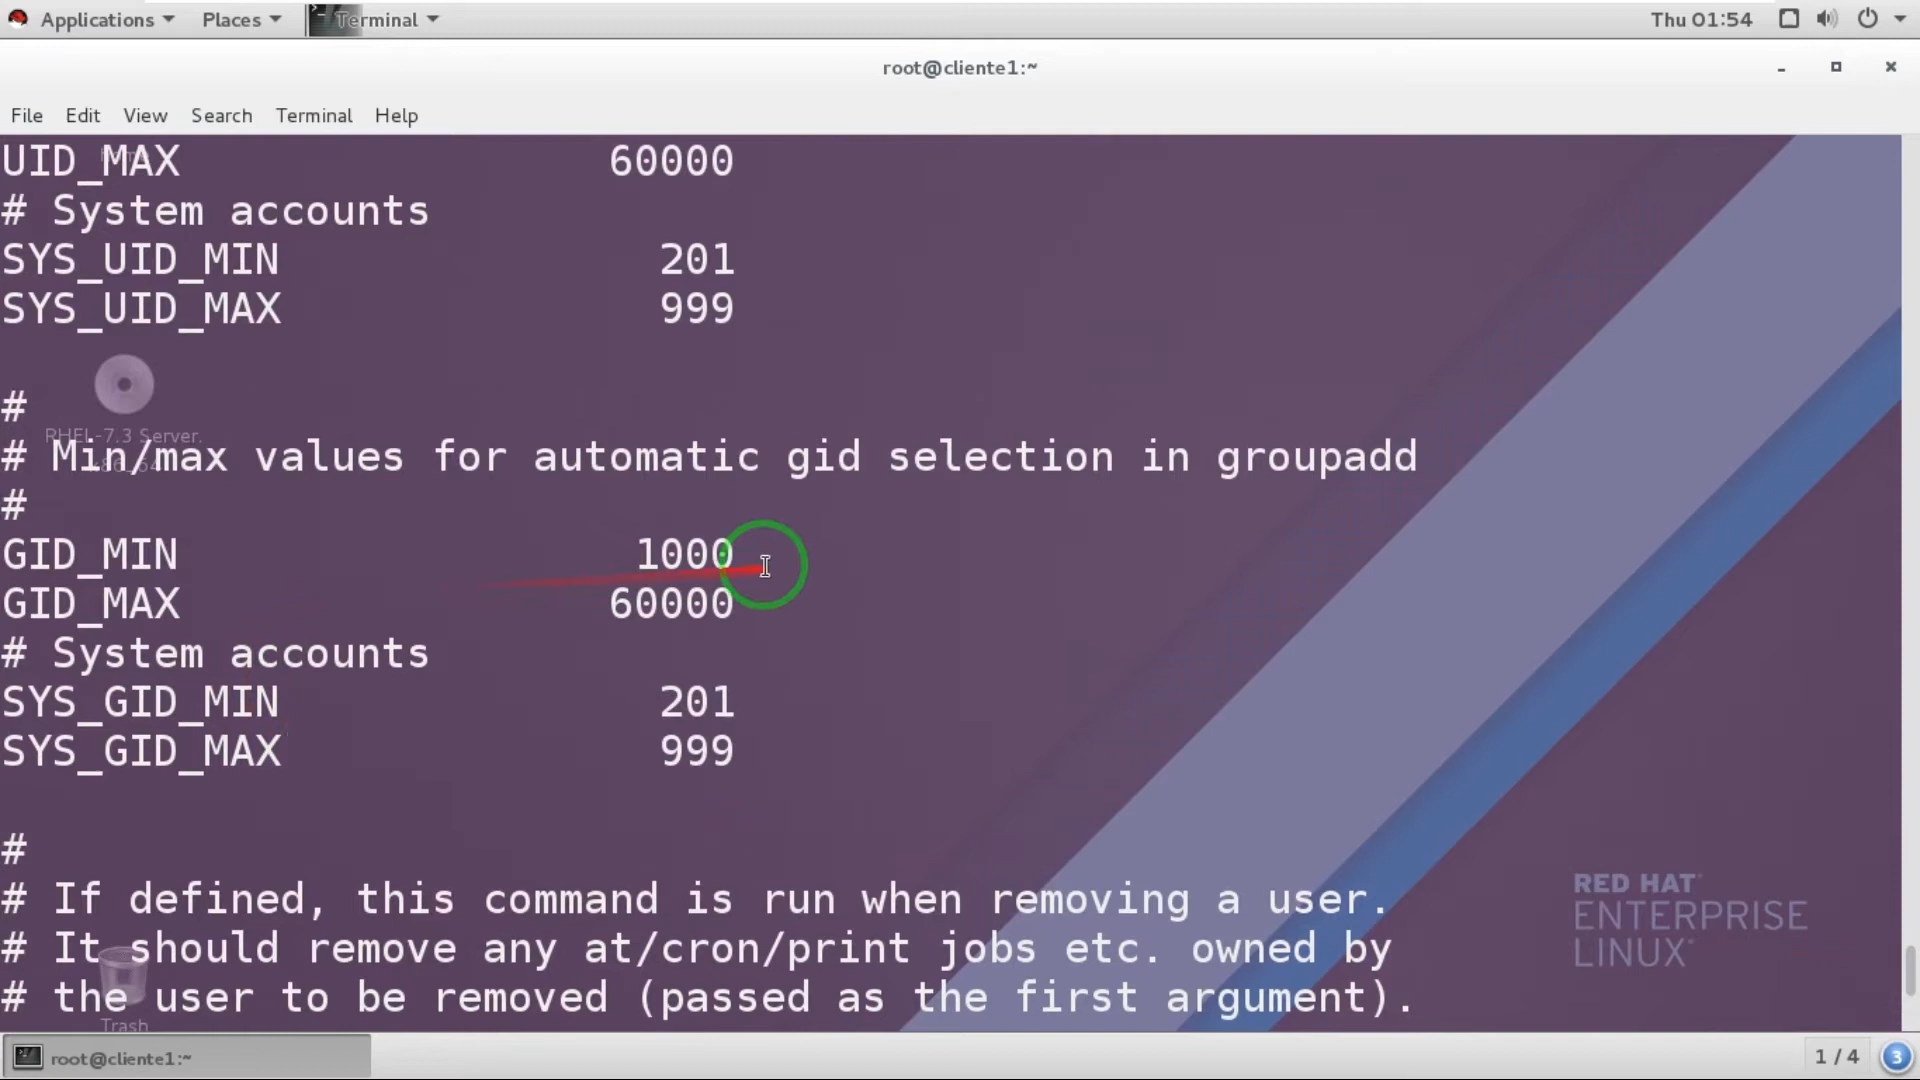 Applications Places Terminal Thu 01:54
root@cliente1:~
File Edit View Search Terminal Help
UID_MAX 60000
# System accounts
SYS_UID_MIN 201
SYS_UID_MAX 999
#
RHEL-7.3 Server.
# Min/max values for automatic gid selection in groupadd
#
GID_MIN 1000
GID_MAX 60000
# System accounts
SYS_GID_MIN 201
SYS_GID_MAX 999
#
# If defined, this command is run when removing a user.
# It should remove any at/cron/print jobs etc. owned by
# the user to be removed (passed as the first argument).
Trash
RED HAT
ENTERPRISE
LINUX
root@cliente1:~ 1 / 4 3